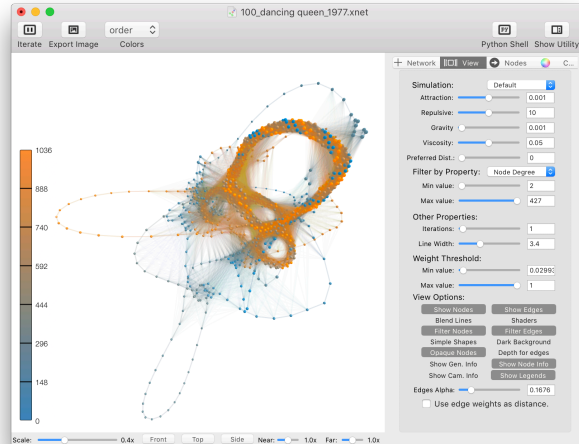 100_dancing queen_1977.xnet
order
Iterate Export Image Colors Python Shell Show Utility
Network View Nodes C...
Simulation: Default
Attraction: 0.001
Repulsive: 10
Gravity 0.001
Viscosity: 0.05
Preferred Dist.: 0
Filter by Property: Node Degree
Min value: 2
Max value: 427
Other Properties:
Iterations: 1
Line Width: 3.4
Weight Threshold:
Min value: 0.0299
Max value: 1
View Options:
Show Nodes Show Edges
Blend Lines Shaders
Filter Nodes Filter Edges
Simple Shapes Dark Background
Opaque Nodes Depth for edges
Show Gen. Info Show Node Info
Show Cam. Info Show Legends
Edges Alpha: 0.1676
Use edge weights as distance.
1036
888
740
592
444
296
148
0
Scale: 0.4x Front Top Side Near: 1.0x Far: 1.0x